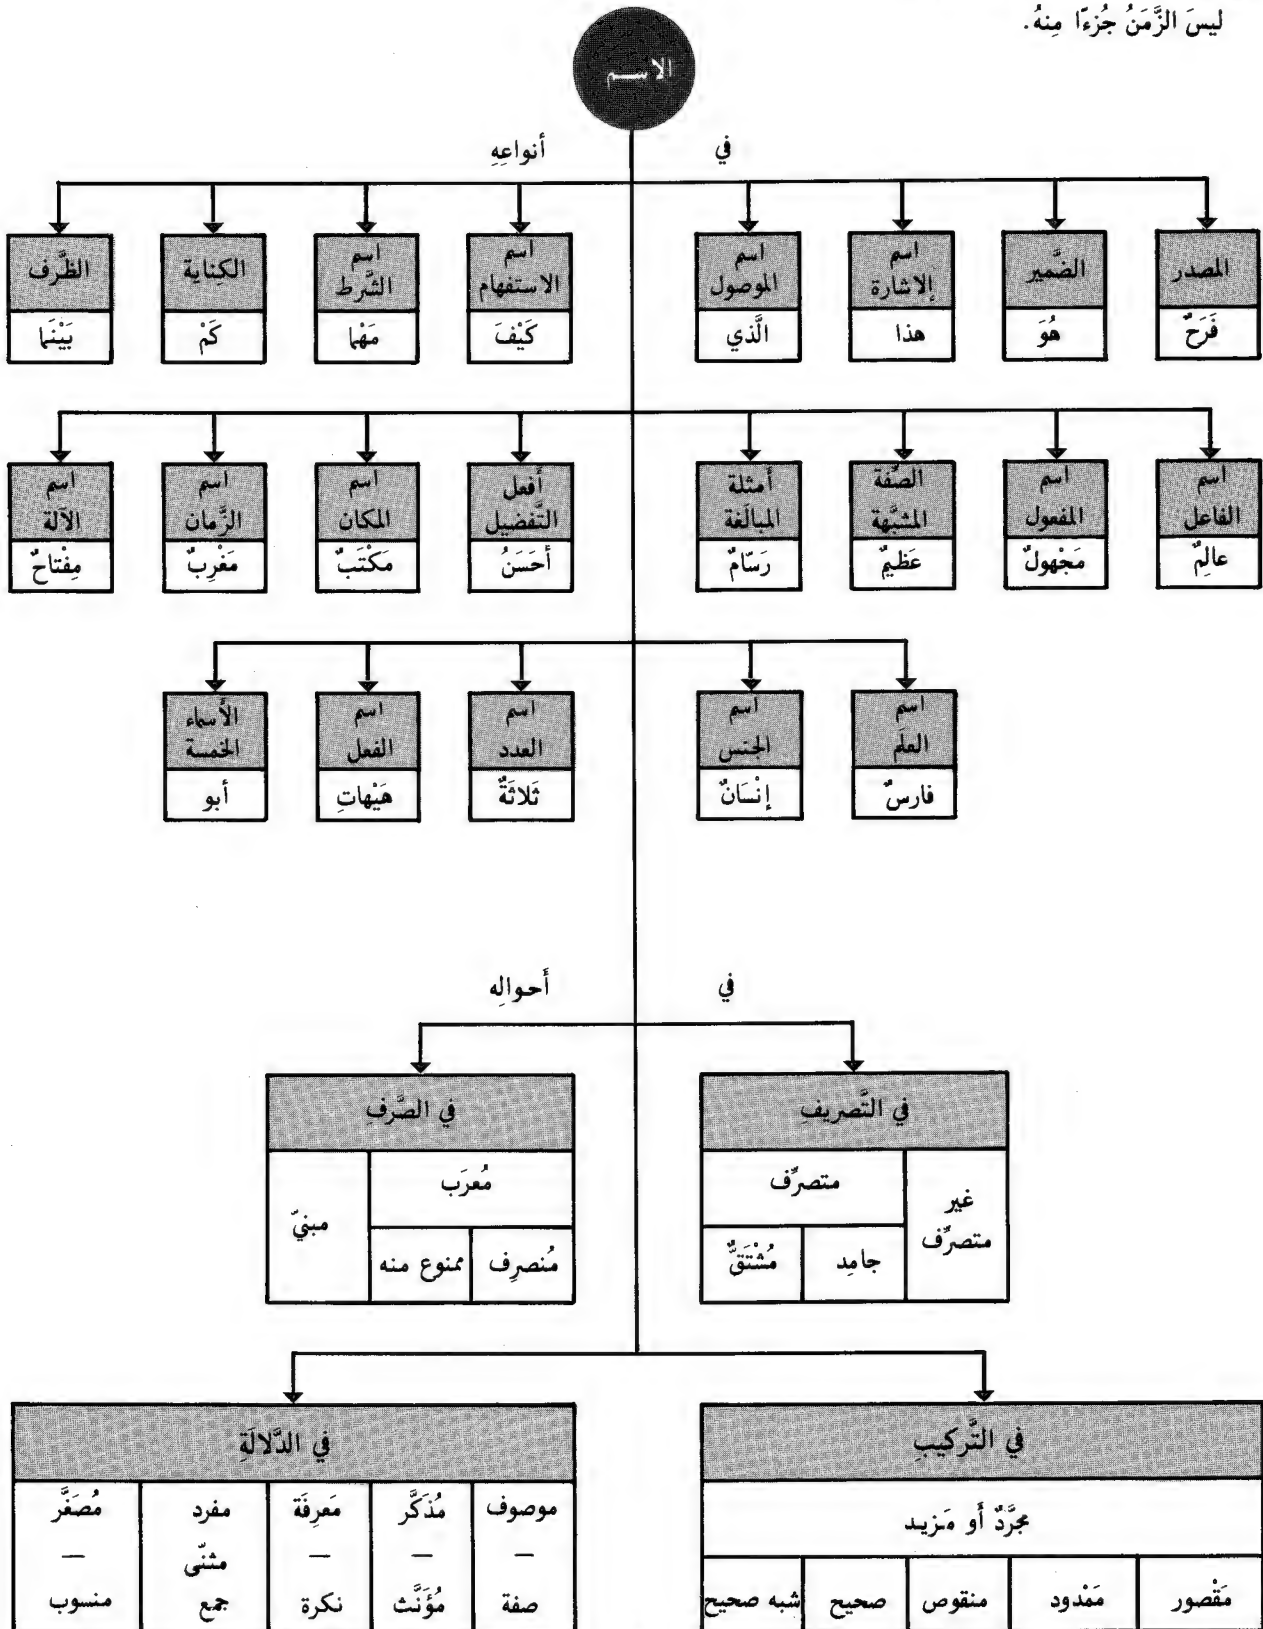 ليسَ الزَّمَنُ جُزءًا مِنهُ.
الاسم
في أنواعِهِ
المصدر
فَرَحٌ
الضَّمير
هُوَ
اسم
الإشارة
هذا
اسم
الموصول
الَّذي
اسم
الاستفهام
كَيْفَ
اسم
الشَّرط
مَهْما
الكِناية
كَمْ
الظَّرف
بَيْنَما
اسم
الفاعل
عالِمٌ
اسم
المفعول
مَجْهولٌ
الصِّفة
المشبَّهة
عَظيمٌ
أمثلة
المبالَغة
رَسّامٌ
أفعل
التَّفضيل
أحَسَنُ
اسم
المكان
مَكْتَبٌ
اسم
الزَّمان
مَغْرِبٌ
اسم
الآلة
مِفْتاحٌ
اسم
العلم
فارسٌ
اسم
الجنس
إنْسَانٌ
اسم
العدد
ثَلاثَةٌ
اسم
الفعل
هَيْهاتِ
الأَسماء
الخمسة
أبو
في أَحوالِه
في التَّصريفِ
غير
متصرِّف
متصرِّف
جامِد
مُشْتَقٌّ
في الصَّرفِ
مُعرَب
مُنصرِف
ممنوع منه
مبنيّ
في التَّركيبِ
مجرَّدٌ أو مَزيد
مَقْصور
مَمْدود
منقوص
صحيح
شبه صحيح
في الدَّلالَةِ
موصوف
—
صفة
مُذَكَّر
—
مُؤَنَّث
مَعرِفَة
—
نكرة
مفرد
مثنّى
جمع
مُصَغَّر
—
منسوب